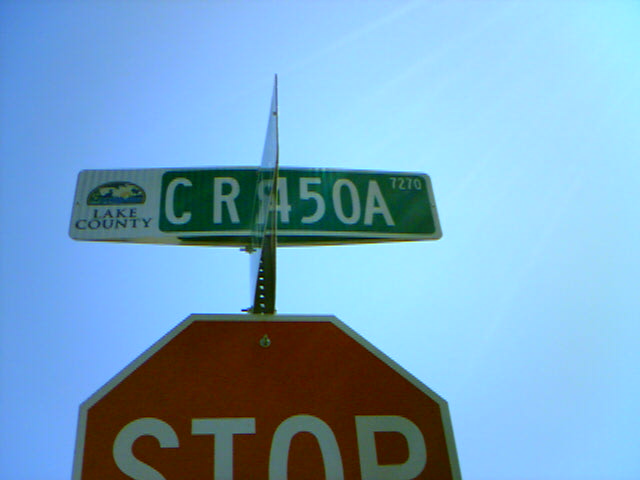 LAKE
COUNTY
C R 450A
7270
STOP